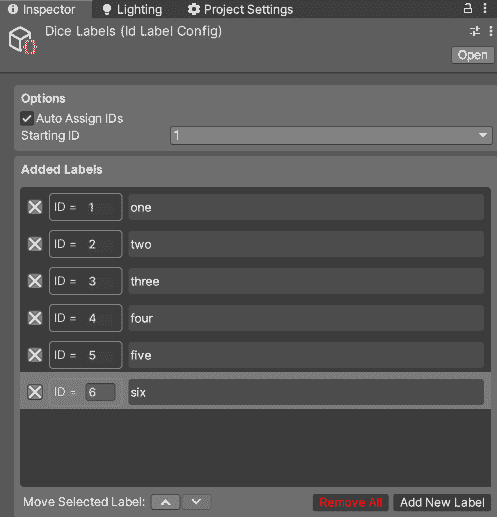 Inspector Lighting Project Settings
Dice Labels (Id Label Config)
Open
Options
Auto Assign IDs
Starting ID 1
Added Labels
ID = 1 one
ID = 2 two
ID = 3 three
ID = 4 four
ID = 5 five
ID = 6 six
Move Selected Label: Remove All Add New Label